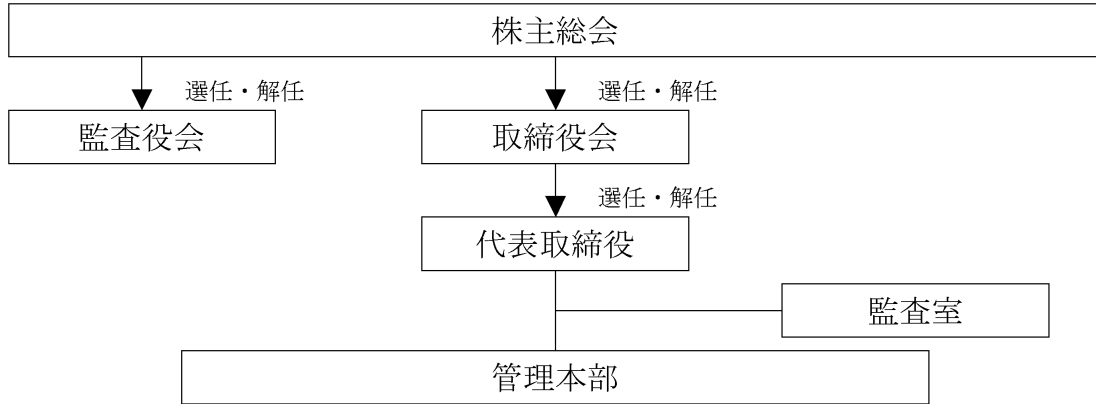 株主総会
選任・解任
選任・解任
監査役会
取締役会
選任・解任
代表取締役
監査室
管理本部